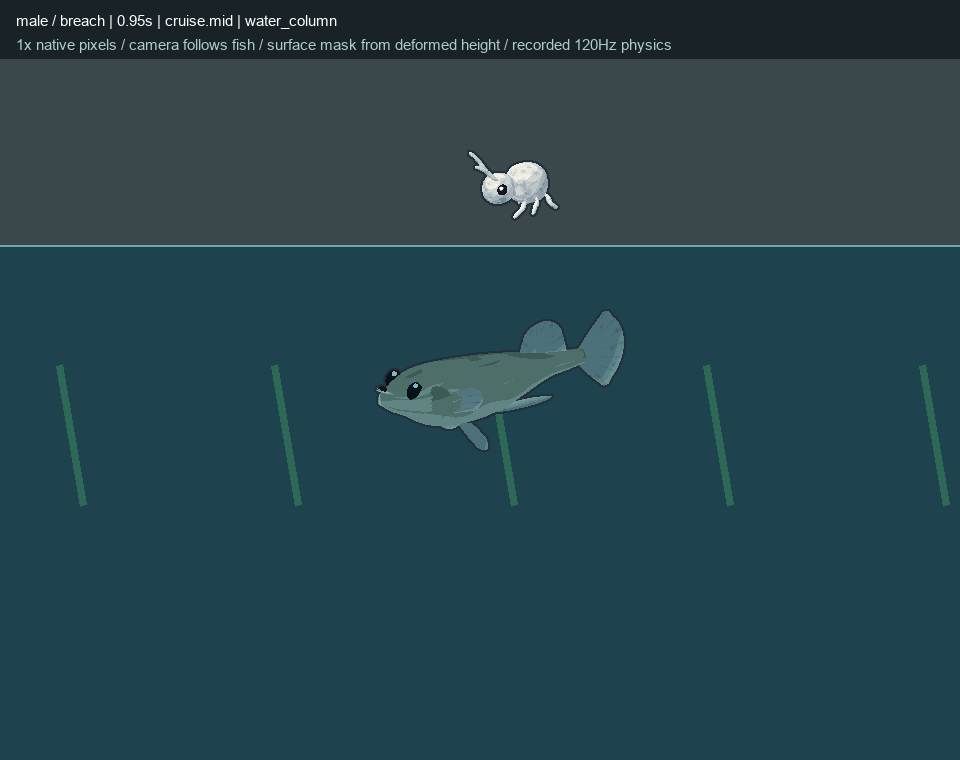 male / breach | 0.95s | cruise.mid | water_column
1x native pixels / camera follows fish / surface mask from deformed height / recorded 120Hz physics